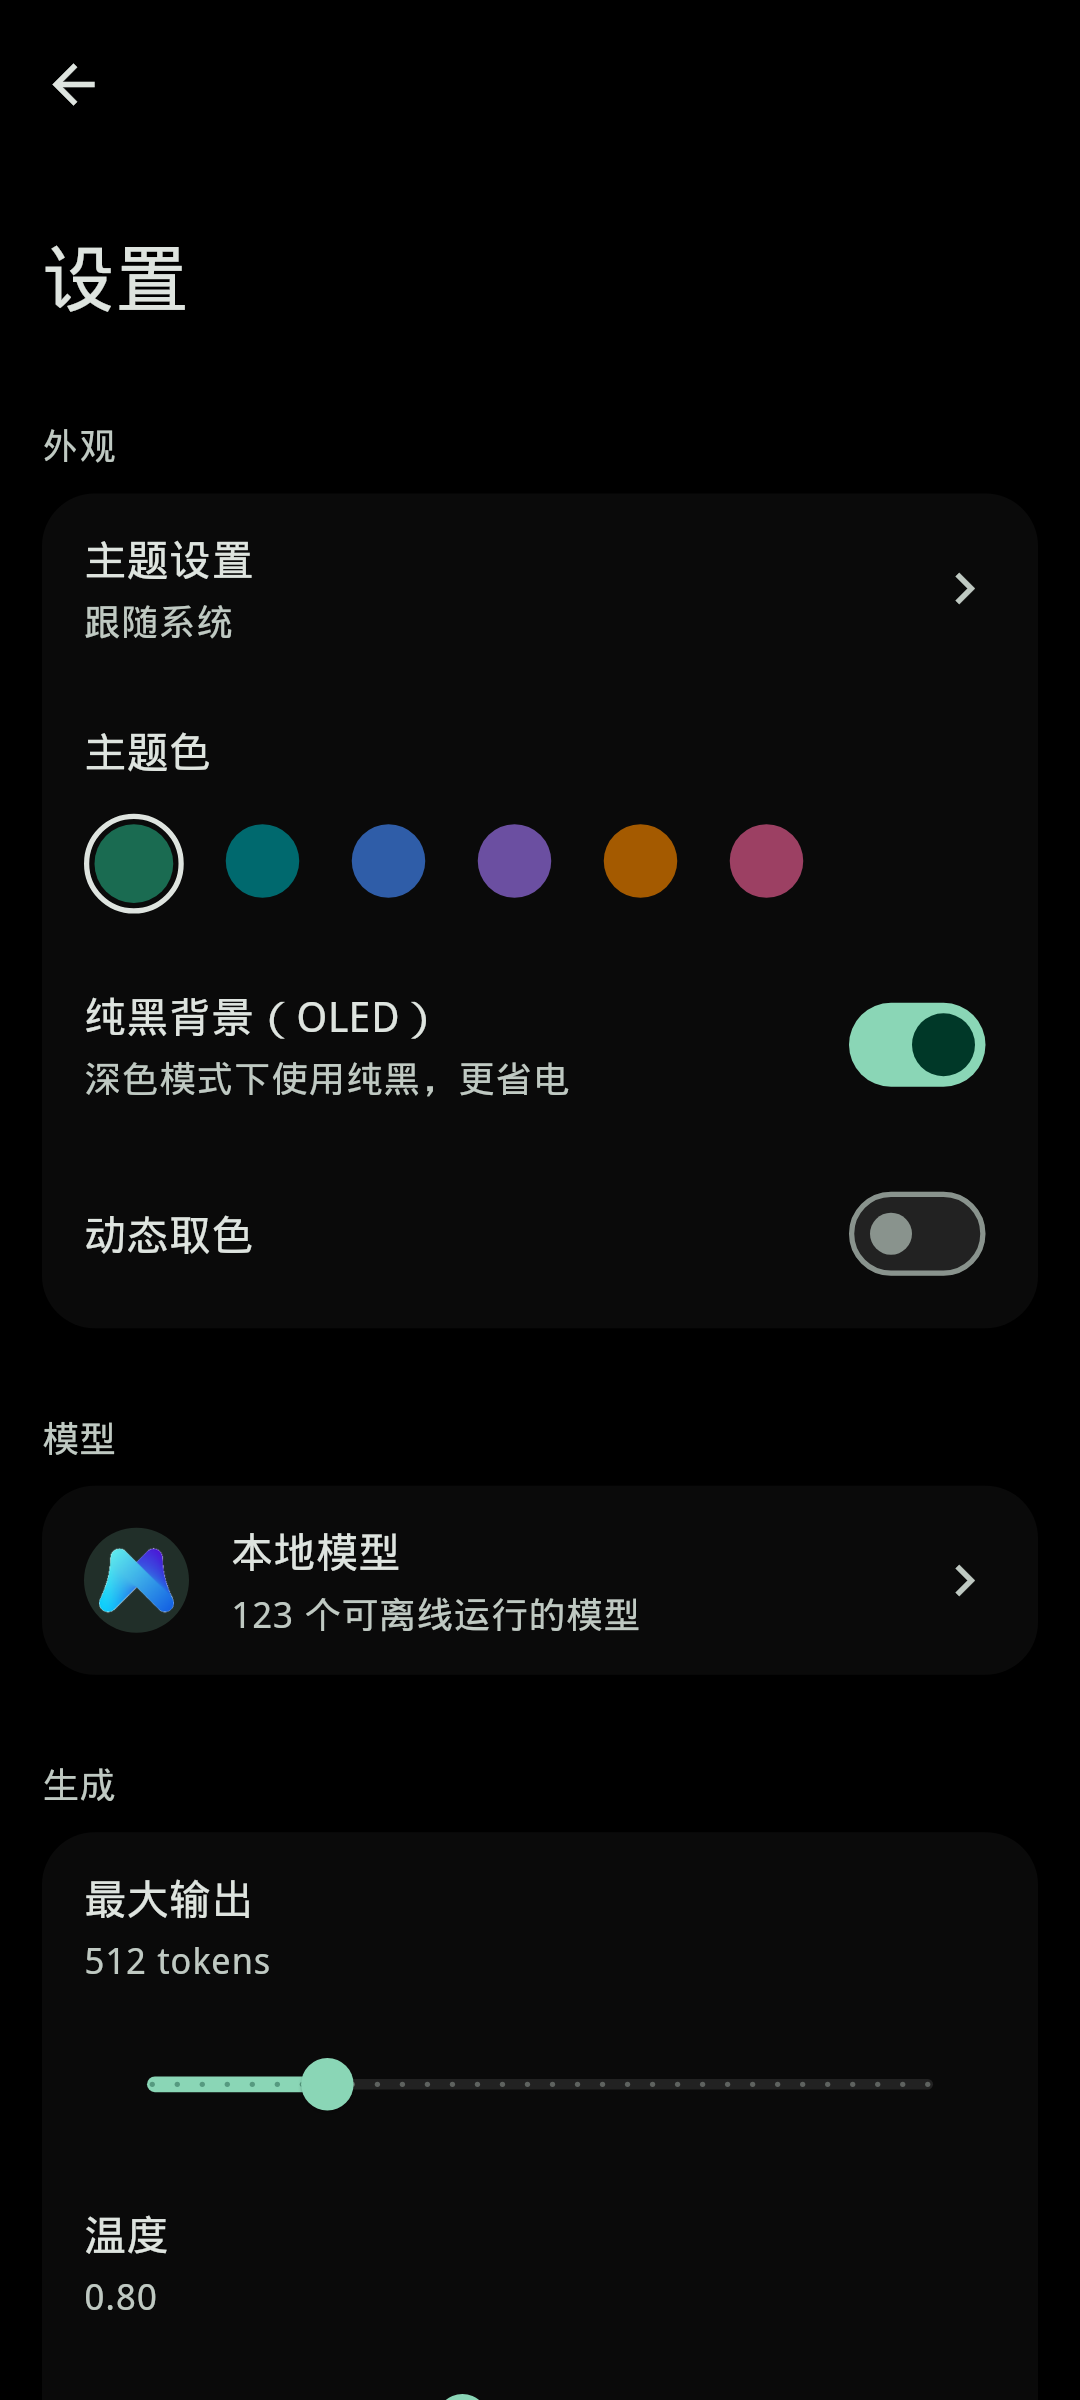 设置
外观
主题设置
跟随系统
主题色
纯黑背景（OLED）
深色模式下使用纯黑，更省电
动态取色
模型
本地模型
123 个可离线运行的模型
生成
最大输出
512 tokens
温度
0.80